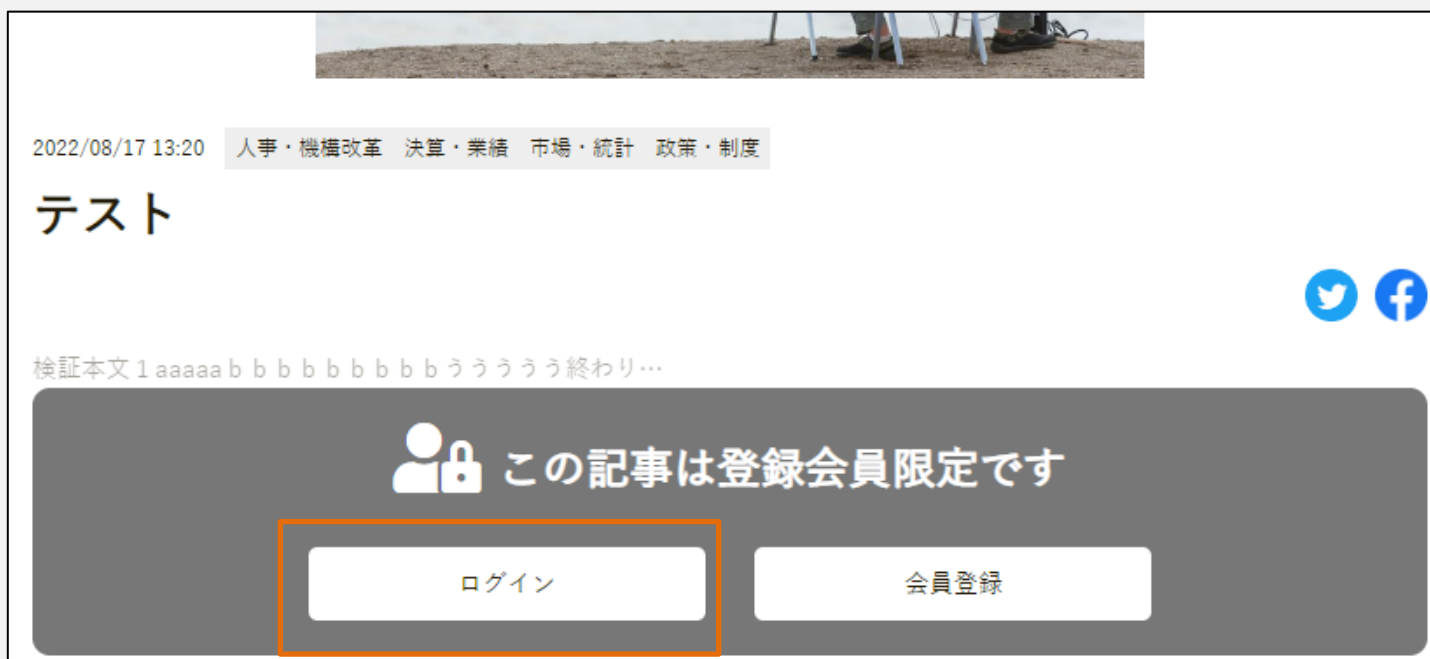 2022/08/17 13:20 人事・機構改革 決算・業績 市場・統計 政策・制度
テスト
検証本文１aaaaaｂｂｂｂｂｂｂｂｂううううう終わり…
この記事は登録会員限定です
ログイン 会員登録